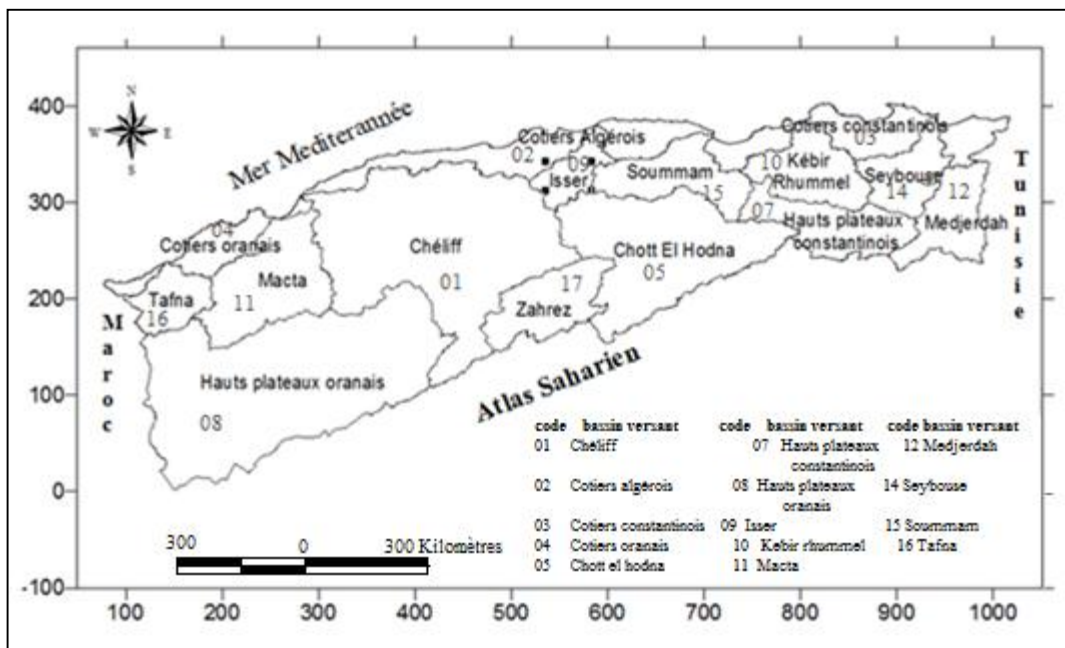 N
W E
S
Mer Mediterannée
Cotiers Algérois
02
09
Isser
Cotiers constantinois
03
Soummam
15
10 Kébir
Rhummel
07
Seybouse
14
12
Medjerdah
Hauts plateaux
constantinois
04
Cotiers oranais
Chéliff
01
Chott El Hodna
05
Macta
11
Tafna
16
17
Zahrez
Hauts plateaux oranais
08
Maroc
Atlas Saharien
Tunisie
code bassin versant code bassin versant code bassin versant
01 Chéliff 07 Hauts plateaux 12 Medjerdah
constantinois
02 Cotiers algérois 08 Hauts plateaux 14 Seybouse
oranais
03 Cotiers constantinois 09 Isser 15 Soummam
04 Cotiers oranais 10 Kebir rhummel 16 Tafna
05 Chott el hodna 11 Macta
300 0 300 Kilomètres
400
300
200
100
0
-100
100 200 300 400 500 600 700 800 900 1000